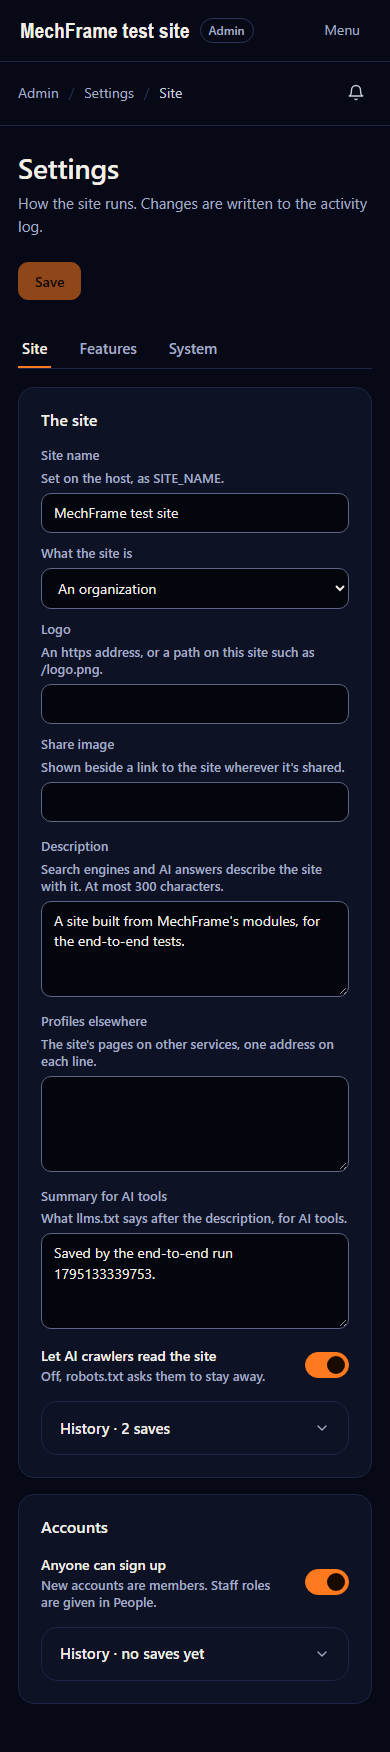 MechFrame test site Admin Menu
Admin / Settings / Site
Settings
How the site runs. Changes are written to the activity
log.
Save
Site Features System
The site
Site name
Set on the host, as SITE_NAME.
MechFrame test site
What the site is
An organization
Logo
An https address, or a path on this site such as
/logo.png.
Share image
Shown beside a link to the site wherever it's shared.
Description
Search engines and AI answers describe the site
with it. At most 300 characters.
A site built from MechFrame's modules, for
the end-to-end tests.
Profiles elsewhere
The site's pages on other services, one address on
each line.
Summary for AI tools
What llms.txt says after the description, for AI tools.
Saved by the end-to-end run
1795133339753.
Let AI crawlers read the site
Off, robots.txt asks them to stay away.
History · 2 saves
Accounts
Anyone can sign up
New accounts are members. Staff roles
are given in People.
History · no saves yet